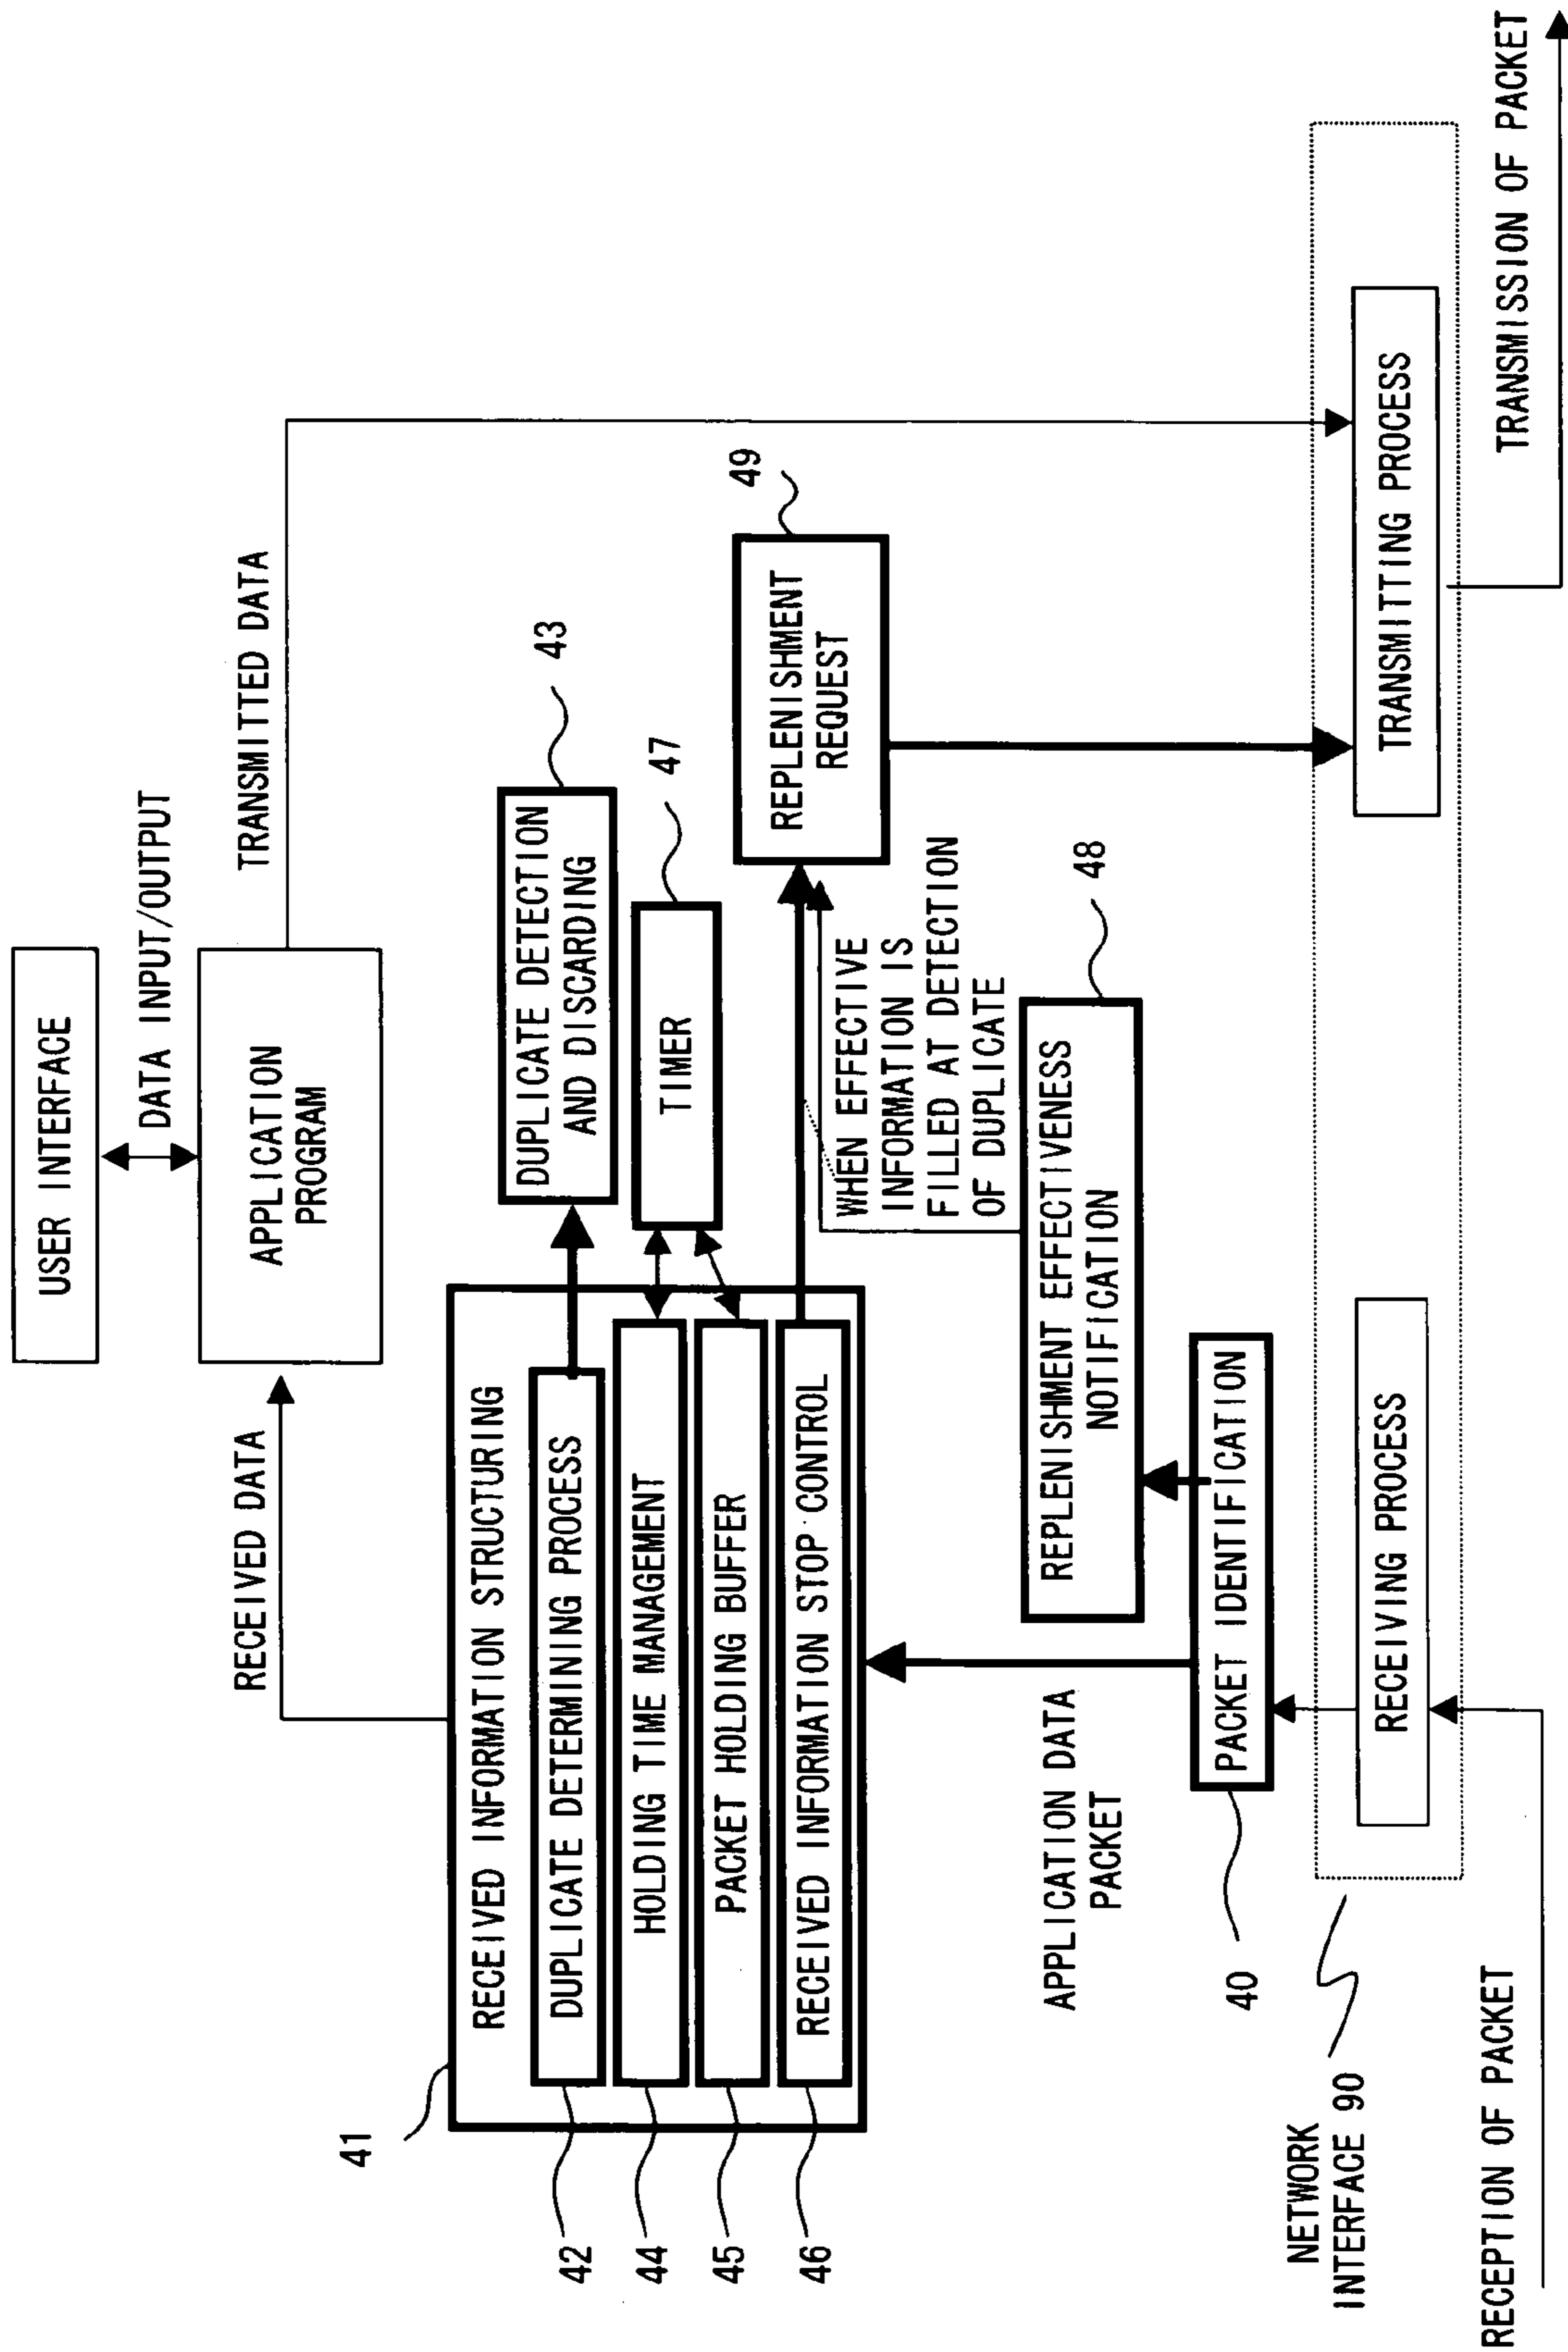 USER INTERFACE
DATA INPUT/OUTPUT
APPLICATION
PROGRAM
RECEIVED DATA
TRANSMITTED DATA
41
RECEIVED INFORMATION STRUCTURING
42
DUPLICATE DETERMINING PROCESS
44
HOLDING TIME MANAGEMENT
45
PACKET HOLDING BUFFER
46
RECEIVED INFORMATION STOP CONTROL
DUPLICATE DETECTION
AND DISCARDING
43
TIMER
47
REPLENISHMENT
REQUEST
49
WHEN EFFECTIVE
INFORMATION IS
FILLED AT DETECTION
OF DUPLICATE
REPLENISHMENT EFFECTIVENESS
NOTIFICATION
48
APPLICATION DATA
PACKET
PACKET IDENTIFICATION
40
NETWORK
INTERFACE 90
RECEIVING PROCESS
TRANSMITTING PROCESS
RECEPTION OF PACKET
TRANSMISSION OF PACKET